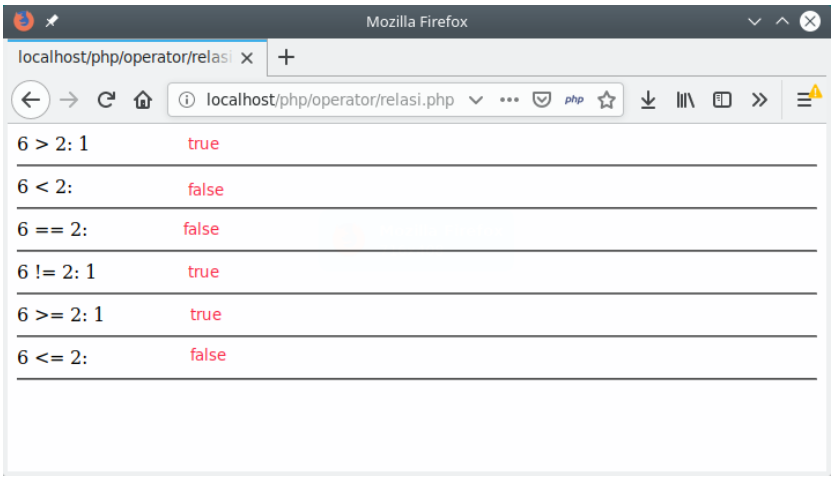 Mozilla Firefox
localhost/php/operator/relasi
localhost/php/operator/relasi.php
php
6 > 2: 1 true
6 < 2: false
6 == 2: false
6 != 2: 1 true
6 >= 2: 1 true
6 <= 2: false